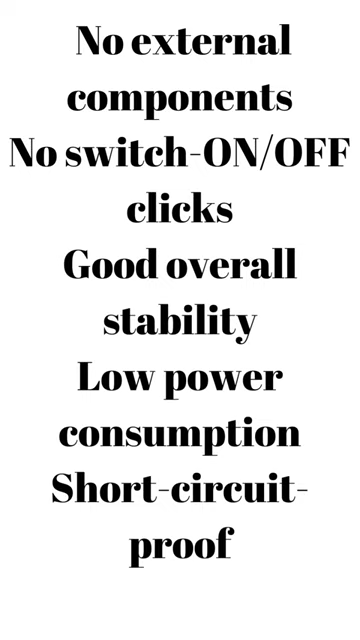 No external
components
No switch-ON/OFF
clicks
Good overall
stability
Low power
consumption
Short-circuit-
proof